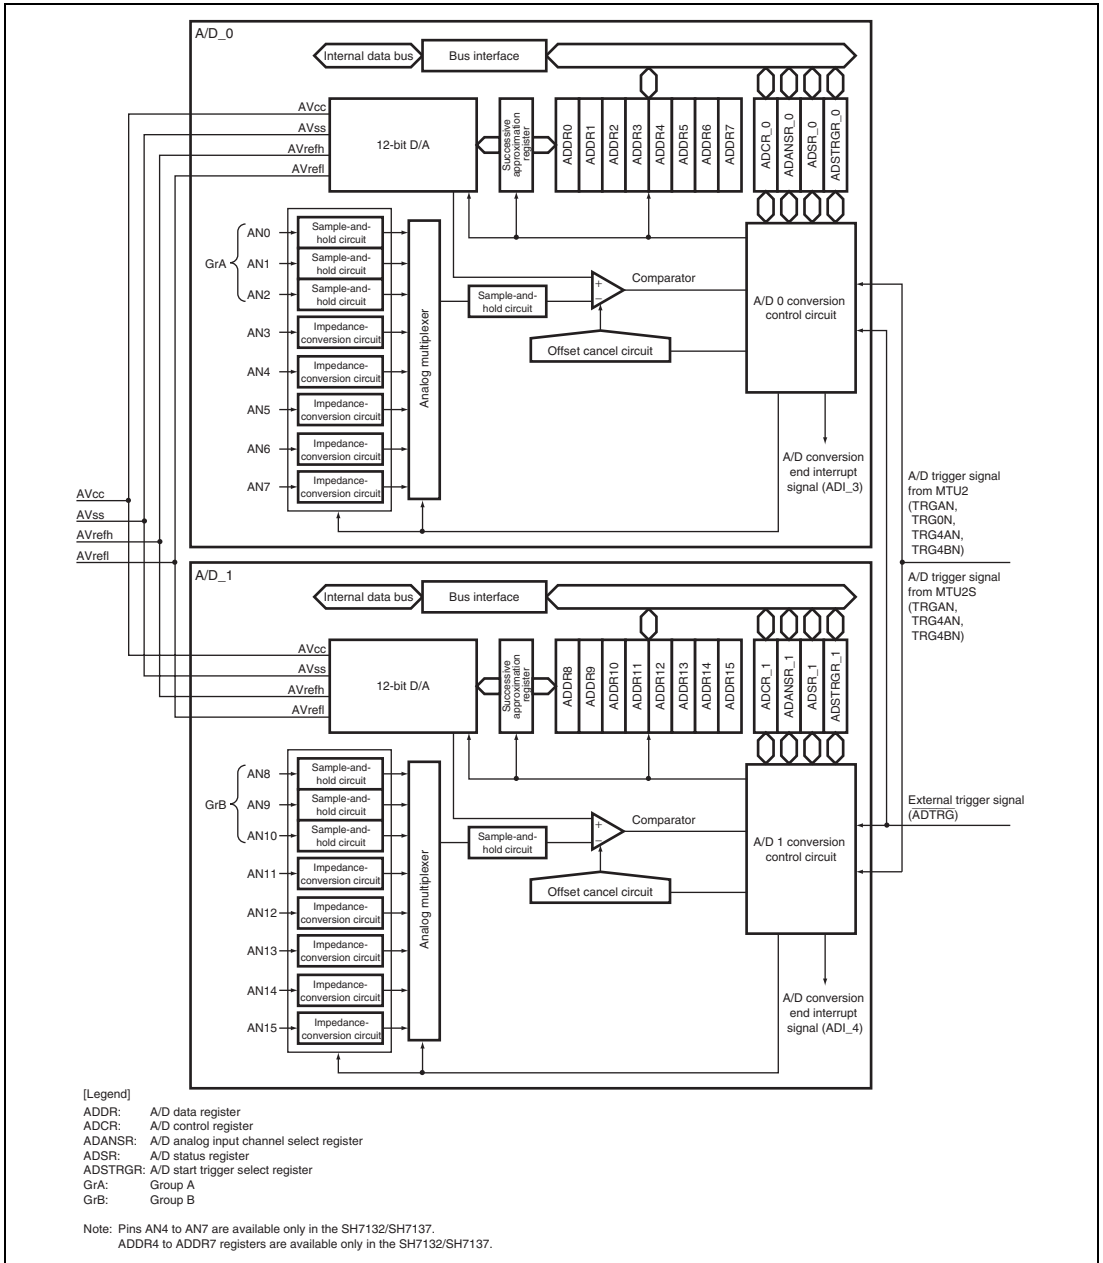 A/D_0
Internal data bus
Bus interface
AVcc
AVss
AVrefh
AVrefl
12-bit D/A
Successive
approximation
register
ADDR0
ADDR1
ADDR2
ADDR3
ADDR4
ADDR5
ADDR6
ADDR7
ADCR_0
ADANSR_0
ADSR_0
ADSTRGR_0
GrA
AN0
Sample-and-
hold circuit
AN1
Sample-and-
hold circuit
AN2
Sample-and-
hold circuit
AN3
Impedance-
conversion circuit
AN4
Impedance-
conversion circuit
AN5
Impedance-
conversion circuit
AN6
Impedance-
conversion circuit
AN7
Impedance-
conversion circuit
Analog multiplexer
Sample-and-
hold circuit
+
−
Comparator
Offset cancel circuit
A/D 0 conversion
control circuit
A/D conversion
end interrupt
signal (ADI_3)
AVcc
AVss
AVrefh
AVrefl
A/D trigger signal
from MTU2
(TRGAN,
TRG0N,
TRG4AN,
TRG4BN)
A/D trigger signal
from MTU2S
(TRGAN,
TRG4AN,
TRG4BN)
A/D_1
Internal data bus
Bus interface
AVcc
AVss
AVrefh
AVrefl
12-bit D/A
Successive
approximation
register
ADDR8
ADDR9
ADDR10
ADDR11
ADDR12
ADDR13
ADDR14
ADDR15
ADCR_1
ADANSR_1
ADSR_1
ADSTRGR_1
GrB
AN8
Sample-and-
hold circuit
AN9
Sample-and-
hold circuit
AN10
Sample-and-
hold circuit
AN11
Impedance-
conversion circuit
AN12
Impedance-
conversion circuit
AN13
Impedance-
conversion circuit
AN14
Impedance-
conversion circuit
AN15
Impedance-
conversion circuit
Analog multiplexer
Sample-and-
hold circuit
+
−
Comparator
Offset cancel circuit
A/D 1 conversion
control circuit
A/D conversion
end interrupt
signal (ADI_4)
External trigger signal
(ADTRG)
[Legend]
ADDR: A/D data register
ADCR: A/D control register
ADANSR: A/D analog input channel select register
ADSR: A/D status register
ADSTRGR: A/D start trigger select register
GrA: Group A
GrB: Group B
Note: Pins AN4 to AN7 are available only in the SH7132/SH7137.
ADDR4 to ADDR7 registers are available only in the SH7132/SH7137.